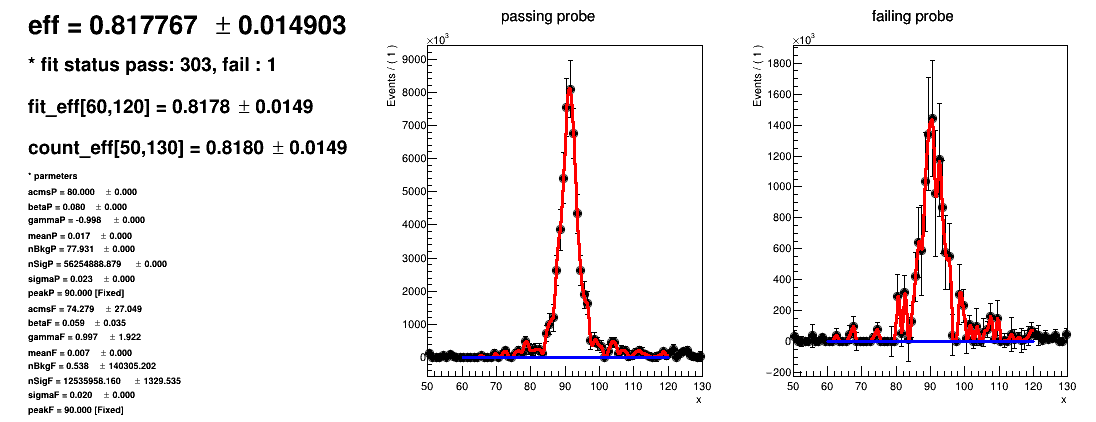 eff = 0.817767 ± 0.014903
* fit status pass: 303, fail : 1
fit_eff[60,120] = 0.8178 ± 0.0149
count_eff[50,130] = 0.8180 ± 0.0149
* parmeters
acmsP = 80.000 ± 0.000
betaP = 0.080 ± 0.000
gammaP = -0.998 ± 0.000
meanP = 0.017 ± 0.000
nBkgP = 77.931 ± 0.000
nSigP = 56254888.879 ± 0.000
sigmaP = 0.023 ± 0.000
peakP = 90.000 [Fixed]
acmsF = 74.279 ± 27.049
betaF = 0.059 ± 0.035
gammaF = 0.997 ± 1.922
meanF = 0.007 ± 0.000
nBkgF = 0.538 ± 140305.202
nSigF = 12535958.160 ± 1329.535
sigmaF = 0.020 ± 0.000
peakF = 90.000 [Fixed]
passing probe
×10³
Events / ( 1 )
9000
8000
7000
6000
5000
4000
3000
2000
1000
0
50 60 70 80 90 100 110 120 130
x
failing probe
×10³
Events / ( 1 )
1800
1600
1400
1200
1000
800
600
400
200
0
−200
50 60 70 80 90 100 110 120 130
x